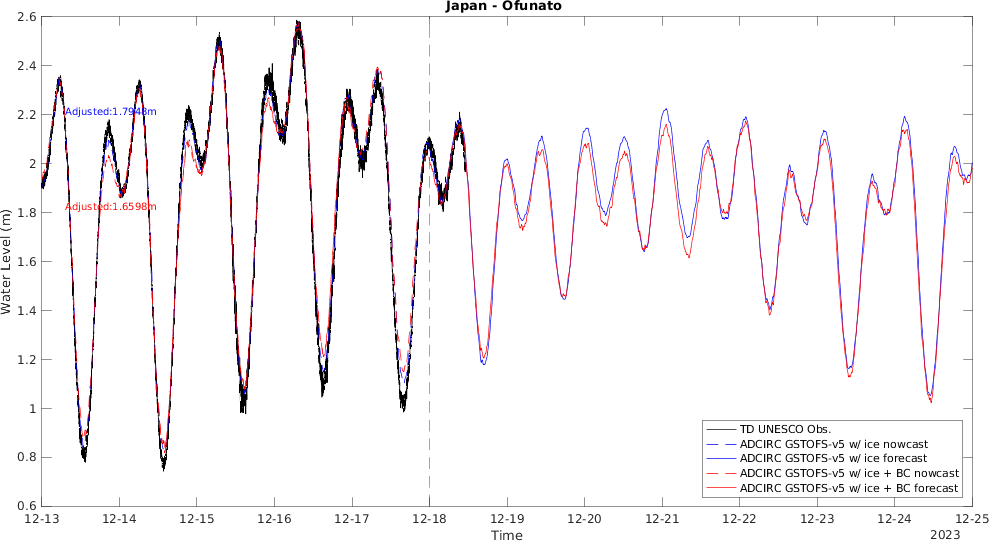 Japan - Ofunato
2.6
2.4
2.2
2
1.8
1.6
1.4
1.2
1
0.8
0.6
Water Level (m)
Adjusted:1.7948m
Adjusted:1.6598m
TD UNESCO Obs.
ADCIRC GSTOFS-v5 w/ ice nowcast
ADCIRC GSTOFS-v5 w/ ice forecast
ADCIRC GSTOFS-v5 w/ ice + BC nowcast
ADCIRC GSTOFS-v5 w/ ice + BC forecast
12-13 12-14 12-15 12-16 12-17 12-18 12-19 12-20 12-21 12-22 12-23 12-24 12-25
Time
2023